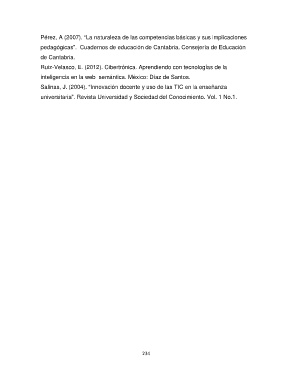 Pérez, A (2007). "La naturaleza de las competencias básicas y sus implicaciones
pedagógicas". Cuadernos de educación de Cantabria. Consejería de Educación
de Cantabria.
Ruiz-Velasco, E. (2012). Cibertrónica. Aprendiendo con tecnologías de la
inteligencia en la web semántica. México: Díaz de Santos.
Salinas, J. (2004). "Innovación docente y uso de las TIC en la enseñanza
universitaria". Revista Universidad y Sociedad del Conocimiento. Vol. 1 No.1.
234